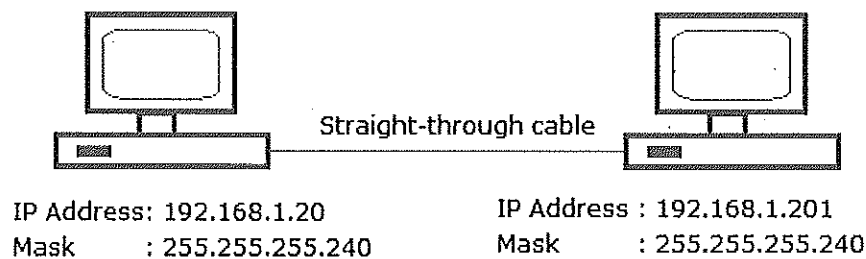 Straight-through cable
IP Address: 192.168.1.20
Mask : 255.255.255.240
IP Address : 192.168.1.201
Mask : 255.255.255.240